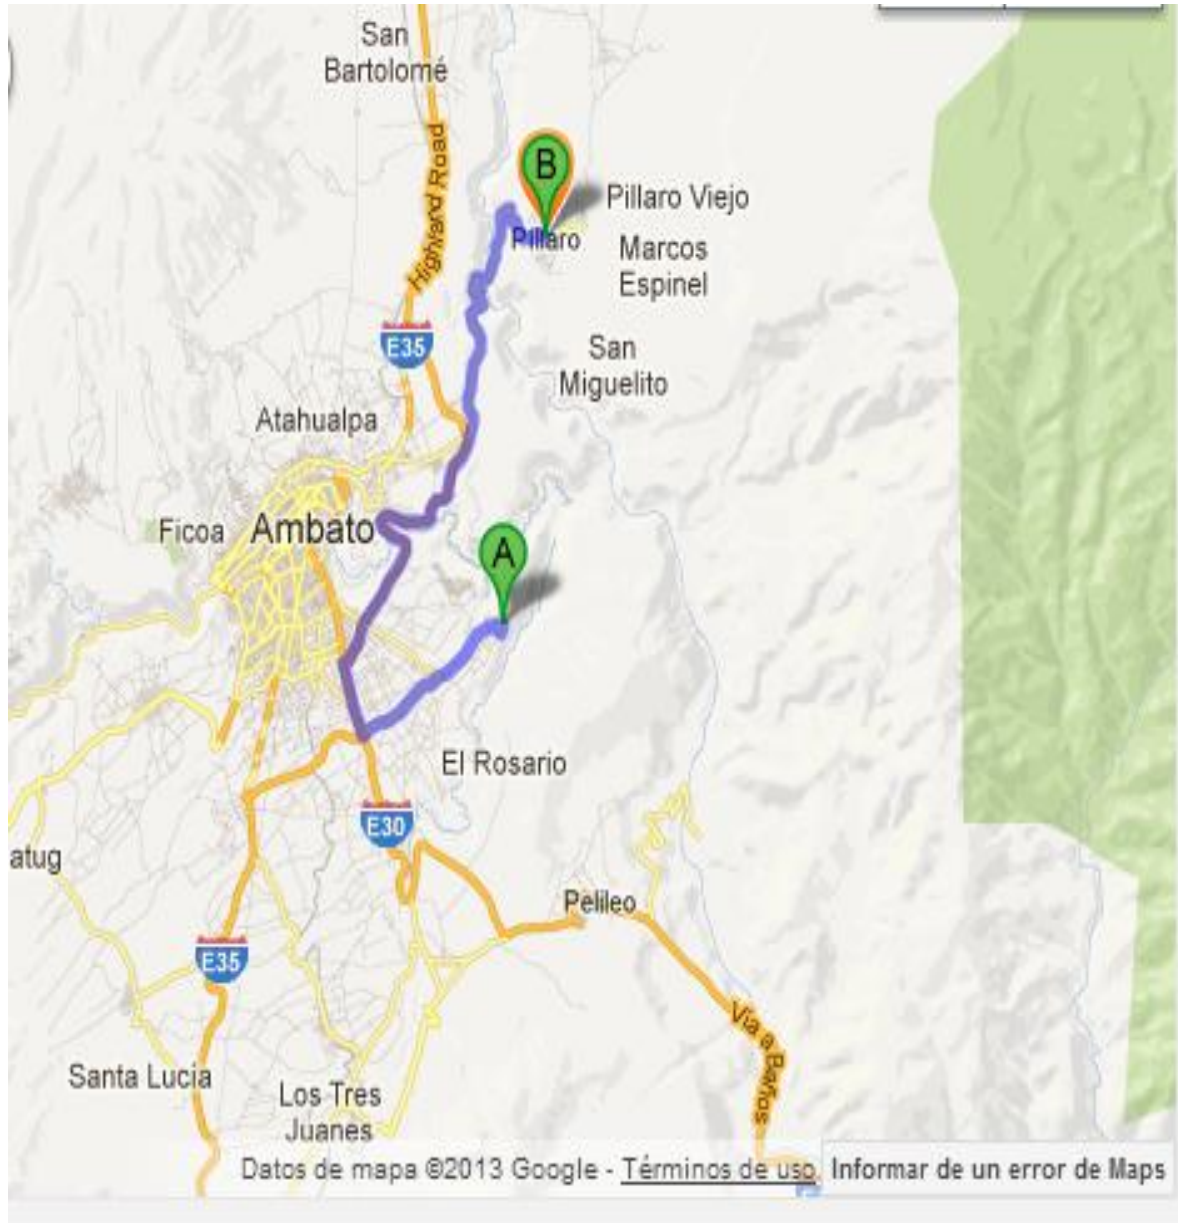 San
Bartolomé
Highland Road
B
Pillaro Viejo
Pillaro
Marcos
Espinel
E35
San
Miguelito
Atahualpa
Ficoa
Ambato
A
El Rosario
E30
atug
Pelileo
E35
Vía a Baños
Santa Lucía
Los Tres
Juanes
Datos de mapa ©2013 Google - Términos de uso
Informar de un error de Maps